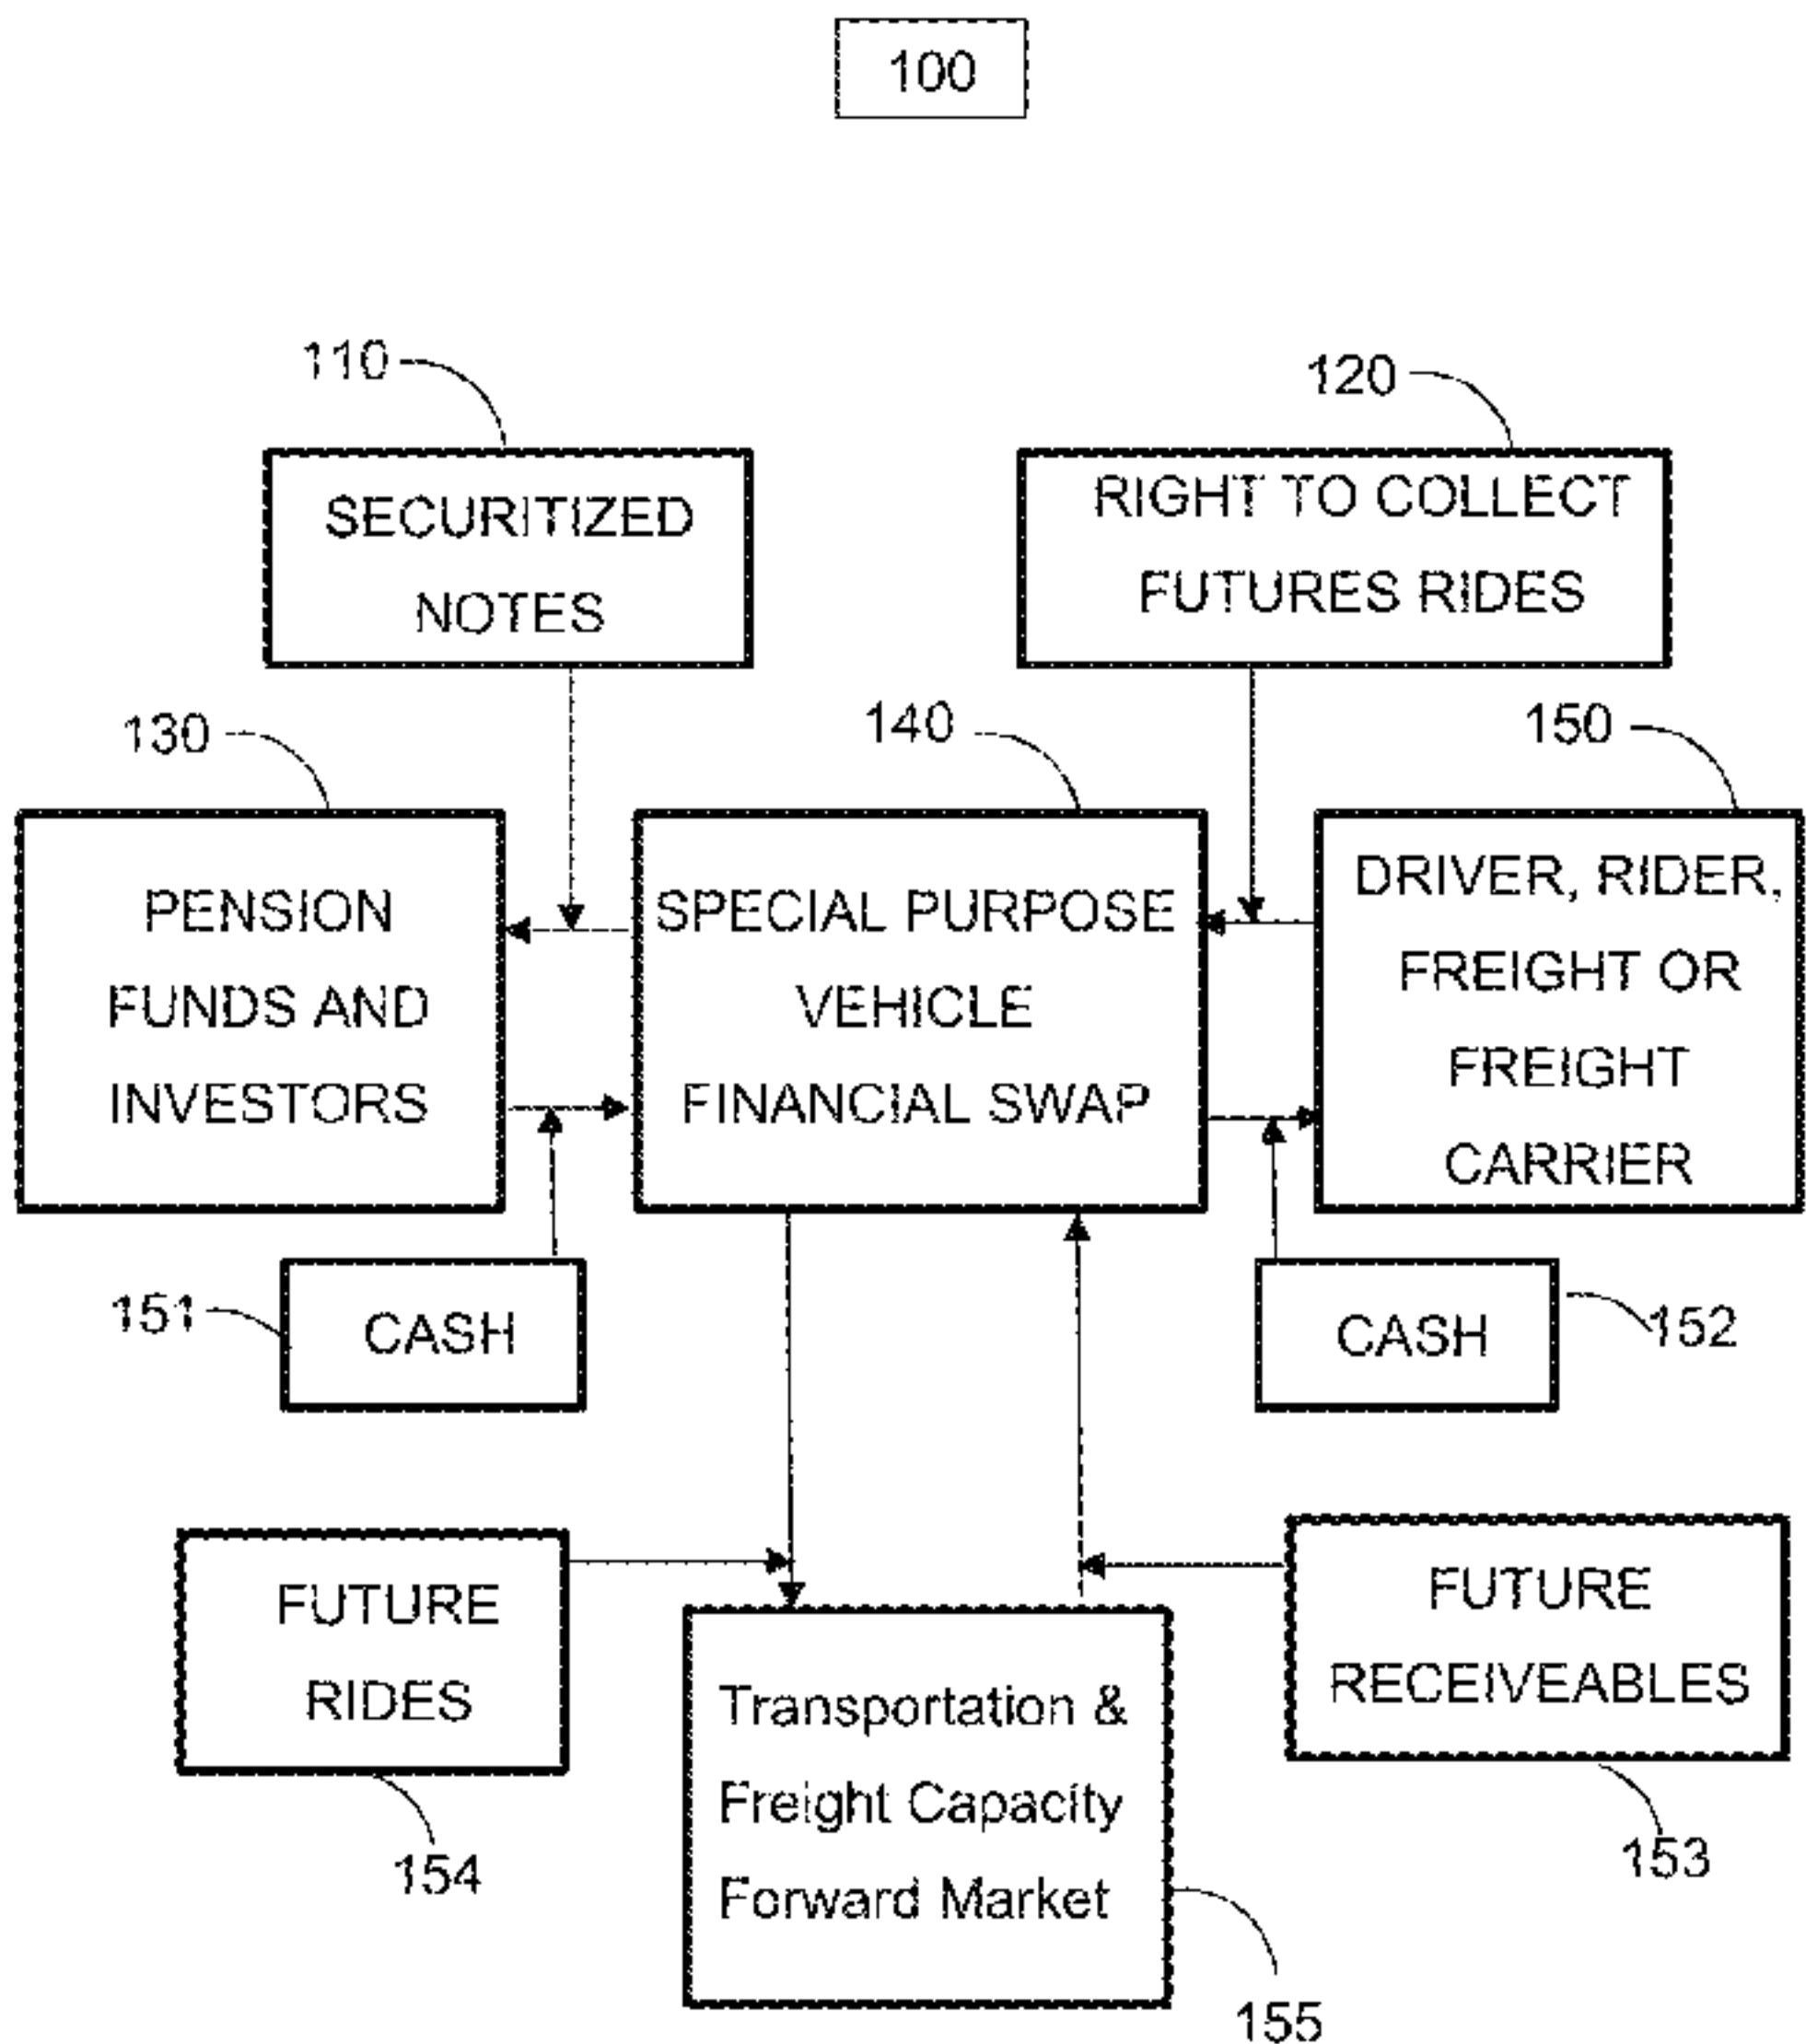 100
110
120
SECURITIZED
NOTES
RIGHT TO COLLECT
FUTURES RIDES
130
140
150
PENSION
FUNDS AND
INVESTORS
SPECIAL PURPOSE
VEHICLE
FINANCIAL SWAP
DRIVER, RIDER,
FREIGHT OR
FREIGHT
CARRIER
151
CASH
CASH
152
FUTURE
RIDES
154
Transportation &
Freight Capacity
Forward Market
155
FUTURE
RECEIVEABLES
153